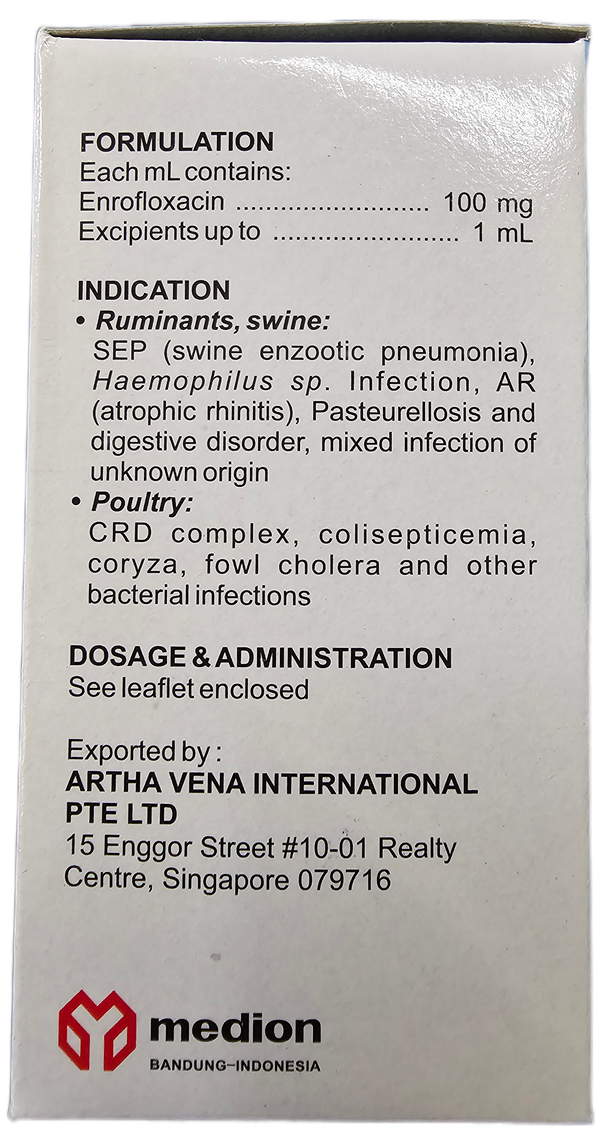 FORMULATION
Each mL contains:
Enrofloxacin .......................... 100 mg
Excipients up to ......................... 1 mL
INDICATION
• Ruminants, swine:
SEP (swine enzootic pneumonia),
Haemophilus sp. Infection, AR
(atrophic rhinitis), Pasteurellosis and
digestive disorder, mixed infection of
unknown origin
• Poultry:
CRD complex, colisepticemia,
coryza, fowl cholera and other
bacterial infections
DOSAGE & ADMINISTRATION
See leaflet enclosed
Exported by :
ARTHA VENA INTERNATIONAL
PTE LTD
15 Enggor Street #10-01 Realty
Centre, Singapore 079716
medion
BANDUNG–INDONESIA